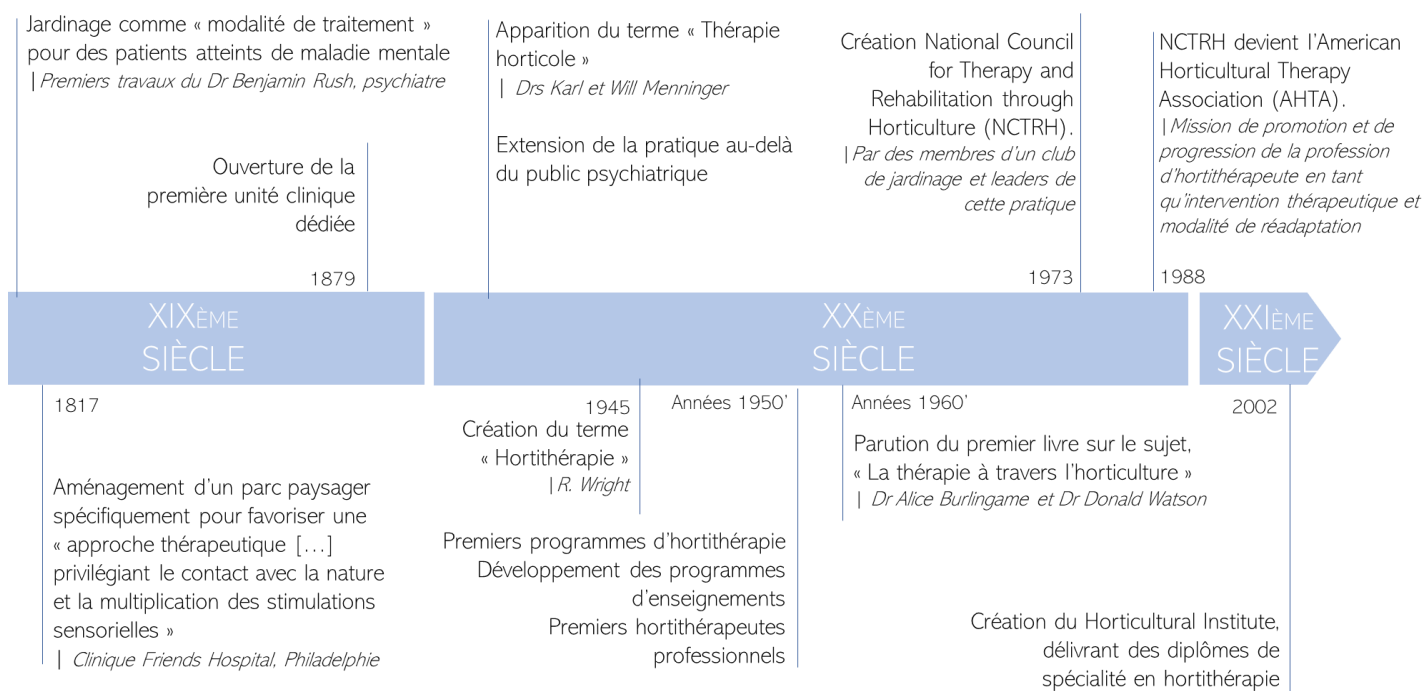 Jardinage comme « modalité de traitement »
pour des patients atteints de maladie mentale
| Premiers travaux du Dr Benjamin Rush, psychiatre
Ouverture de la
première unité clinique
dédiée
1879
Apparition du terme « Thérapie
horticole »
| Drs Karl et Will Menninger
Extension de la pratique au-delà
du public psychiatrique
Création National Council
for Therapy and
Rehabilitation through
Horticulture (NCTRH).
| Par des membres d'un club
de jardinage et leaders de
cette pratique
1973
NCTRH devient l'American
Horticultural Therapy
Association (AHTA).
| Mission de promotion et de
progression de la profession
d'hortithérapeute en tant
qu'intervention thérapeutique et
modalité de réadaptation
1988
XIXÈME
SIÈCLE
XXÈME
SIÈCLE
XXIÈME
SIÈCLE
1817
Aménagement d'un parc paysager
spécifiquement pour favoriser une
« approche thérapeutique [...]
privilégiant le contact avec la nature
et la multiplication des stimulations
sensorielles »
| Clinique Friends Hospital, Philadelphie
1945
Création du terme
« Hortithérapie »
| R. Wright
Années 1950'
Premiers programmes d'hortithérapie
Développement des programmes
d'enseignements
Premiers hortithérapeutes
professionnels
Années 1960'
Parution du premier livre sur le sujet,
« La thérapie à travers l'horticulture »
| Dr Alice Burlingame et Dr Donald Watson
2002
Création du Horticultural Institute,
délivrant des diplômes de
spécialité en hortithérapie